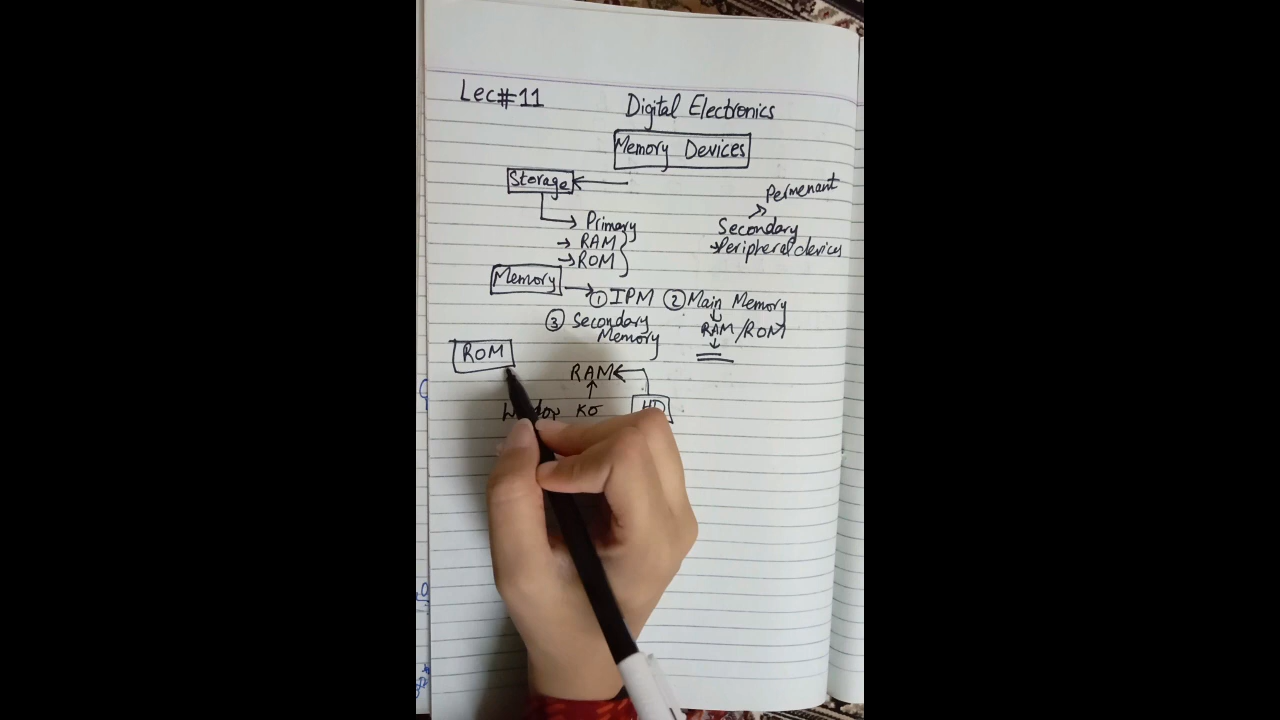 Lec#11
Digital Electronics
Memory Devices
Storage
Permenant
Primary
Secondary
→ RAM
→ Peripheral devices
→ ROM
Memory → ① IPM ② Main Memory
③ Secondary
Memory
RAM/ROM
ROM
RAM
KO
HD